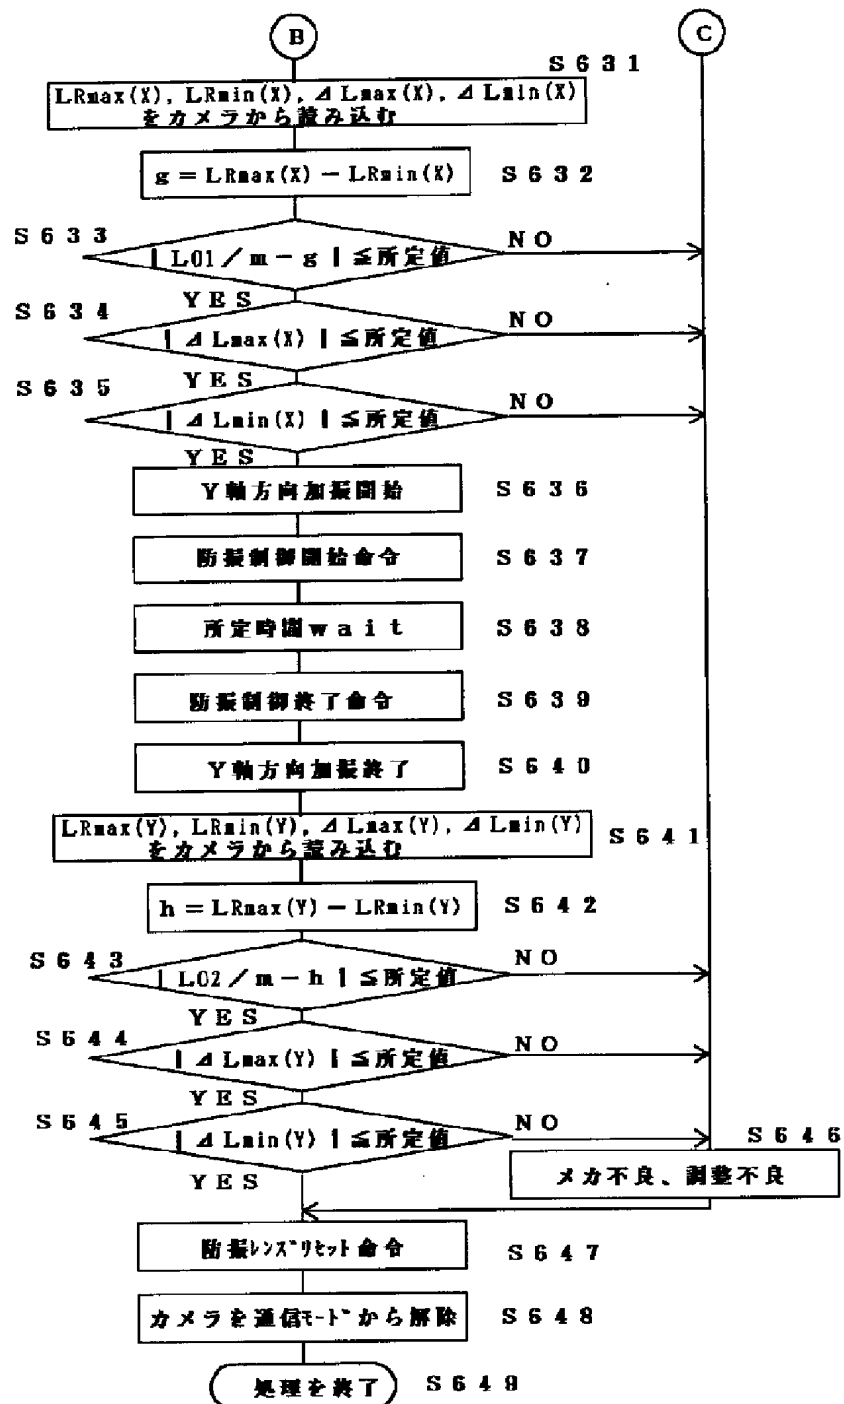 B
C
S631
LRmax(X), LRmin(X), ⊿Lmax(X), ⊿Lmin(X)
をカメラから読み込む
g=LRmax(X)-LRmin(X)
S632
S633
|L01/m-g|≦所定値
NO
YES
S634
|⊿Lmax(X)|≦所定値
NO
YES
S635
|⊿Lmin(X)|≦所定値
NO
YES
Y軸方向加振開始
S636
防振制御開始命令
S637
所定時間wait
S638
防振制御終了命令
S639
Y軸方向加振終了
S640
LRmax(Y), LRmin(Y), ⊿Lmax(Y), ⊿Lmin(Y)
をカメラから読み込む
S641
h=LRmax(Y)-LRmin(Y)
S642
S643
|L02/m-h|≦所定値
NO
YES
S644
|⊿Lmax(Y)|≦所定値
NO
YES
S645
|⊿Lmin(Y)|≦所定値
NO
YES
S646
メカ不良、調整不良
防振レンズリセット命令
S647
カメラを通信モードから解除
S648
処理を終了
S649